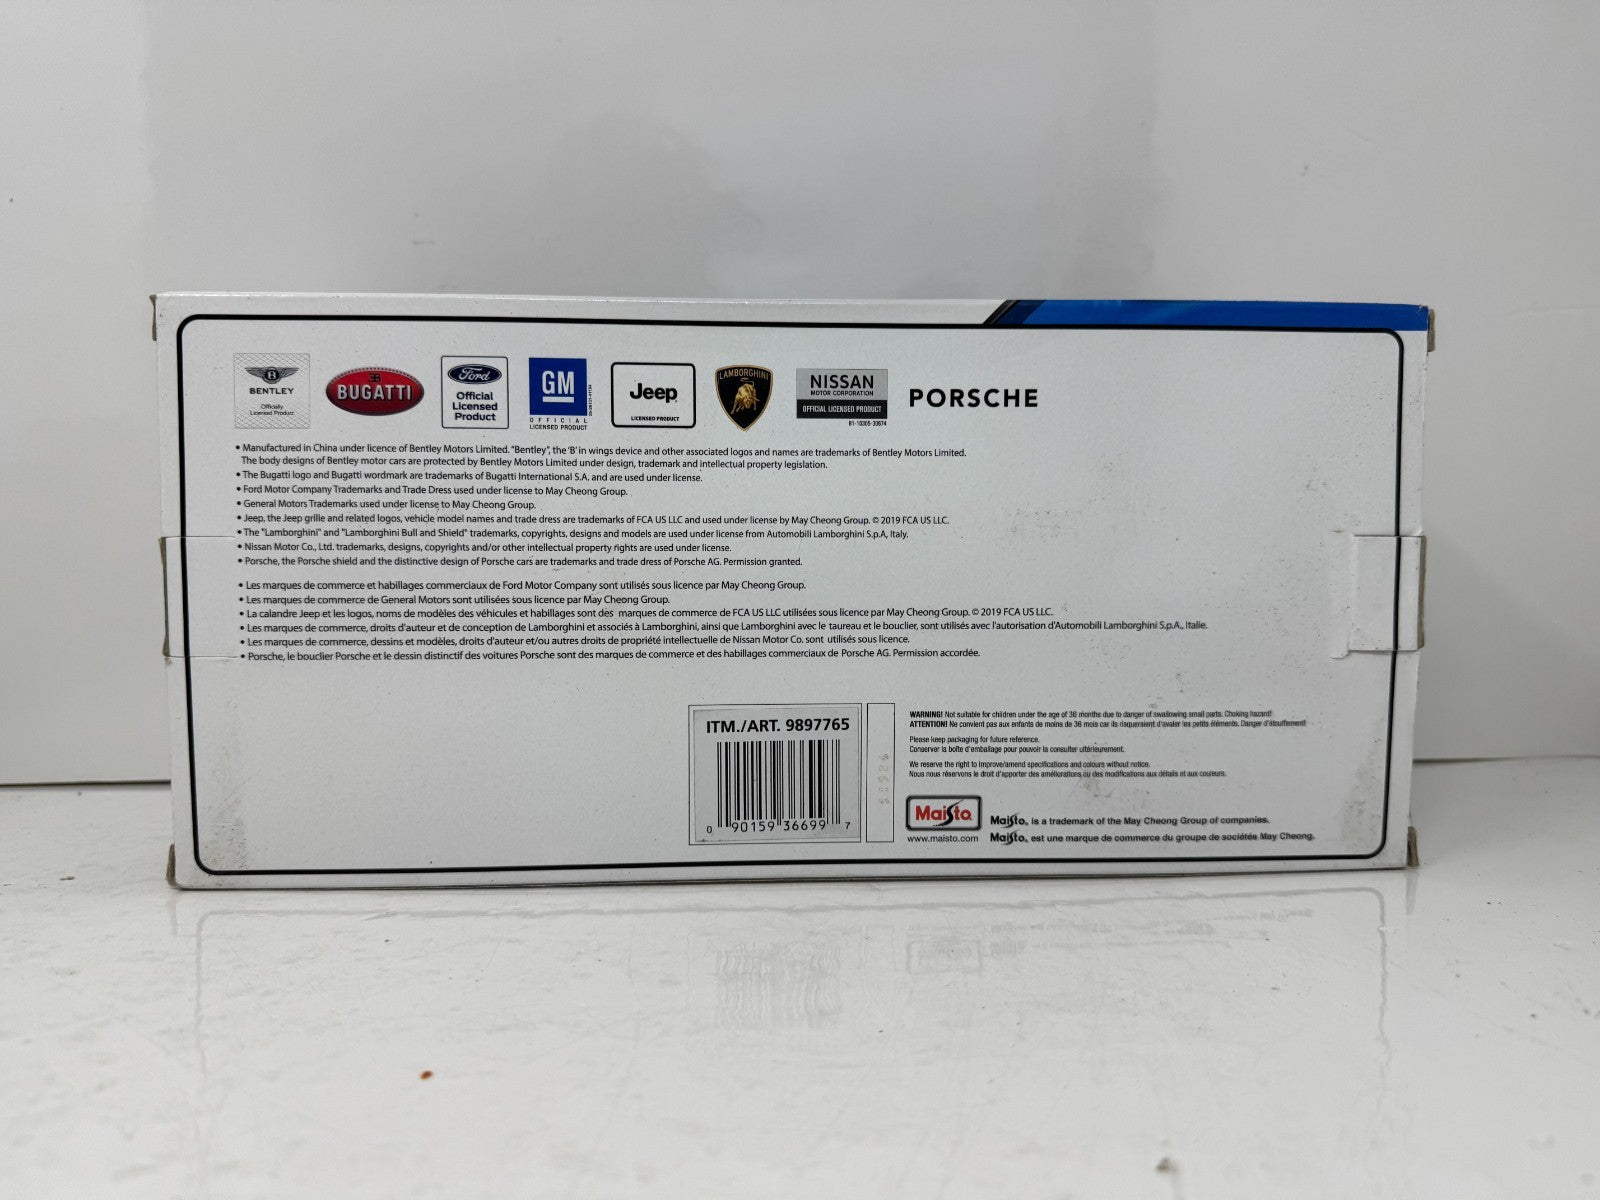 BENTLEY
Officially
Licensed Product
BUGATTI
Ford
Official
Licensed
Product
GM
OFFICIAL
LICENSED PRODUCT
Jeep
LICENSED PRODUCT
LAMBORGHINI
NISSAN
MOTOR CORPORATION
OFFICIAL LICENSED PRODUCT
81-10305-30674
PORSCHE
• Manufactured in China under licence of Bentley Motors Limited. "Bentley", the 'B' in wings device and other associated logos and names are trademarks of Bentley Motors Limited.
The body designs of Bentley motor cars are protected by Bentley Motors Limited under design, trademark and intellectual property legislation.
• The Bugatti logo and Bugatti wordmark are trademarks of Bugatti International S.A. and are used under license.
• Ford Motor Company Trademarks and Trade Dress used under license to May Cheong Group.
• General Motors Trademarks used under license to May Cheong Group.
• Jeep, the Jeep grille and related logos, vehicle model names and trade dress are trademarks of FCA US LLC and used under license by May Cheong Group. © 2019 FCA US LLC.
• The "Lamborghini" and "Lamborghini Bull and Shield" trademarks, copyrights, designs and models are used under license from Automobili Lamborghini S.p.A, Italy.
• Nissan Motor Co., Ltd. trademarks, designs, copyrights and/or other intellectual property rights are used under license.
• Porsche, the Porsche shield and the distinctive design of Porsche cars are trademarks and trade dress of Porsche AG. Permission granted.
• Les marques de commerce et habillages commerciaux de Ford Motor Company sont utilisés sous licence par May Cheong Group.
• Les marques de commerce de General Motors sont utilisées sous licence par May Cheong Group.
• La calandre Jeep et les logos, noms de modèles des véhicules et habillages sont des marques de commerce de FCA US LLC utilisées sous licence par May Cheong Group. © 2019 FCA US LLC.
• Les marques de commerce, droits d'auteur et de conception de Lamborghini et associés à Lamborghini, ainsi que Lamborghini avec le taureau et le bouclier, sont utilisés avec l'autorisation d'Automobili Lamborghini S.p.A., Italie.
• Les marques de commerce, dessins et modèles, droits d'auteur et/ou autres droits de propriété intellectuelle de Nissan Motor Co. sont utilisés sous licence.
• Porsche, le bouclier Porsche et le dessin distinctif des voitures Porsche sont des marques de commerce et des habillages commerciaux de Porsche AG. Permission accordée.
ITM./ART. 9897765
0 90159 36699 7
WARNING! Not suitable for children under the age of 36 months due to danger of swallowing small parts. Choking hazard!
ATTENTION! Ne convient pas aux enfants de moins de 36 mois car ils risqueraient d'avaler les petits éléments. Danger d'étouffement!
Please keep packaging for future reference.
Conserver la boîte d'emballage pour pouvoir la consulter ultérieurement.
We reserve the right to improve/amend specifications and colours without notice.
Nous nous réservons le droit d'apporter des améliorations ou des modifications aux détails et aux couleurs.
Maisto
www.maisto.com
Maisto, is a trademark of the May Cheong Group of companies.
Maisto, est une marque de commerce du groupe de sociétés May Cheong.